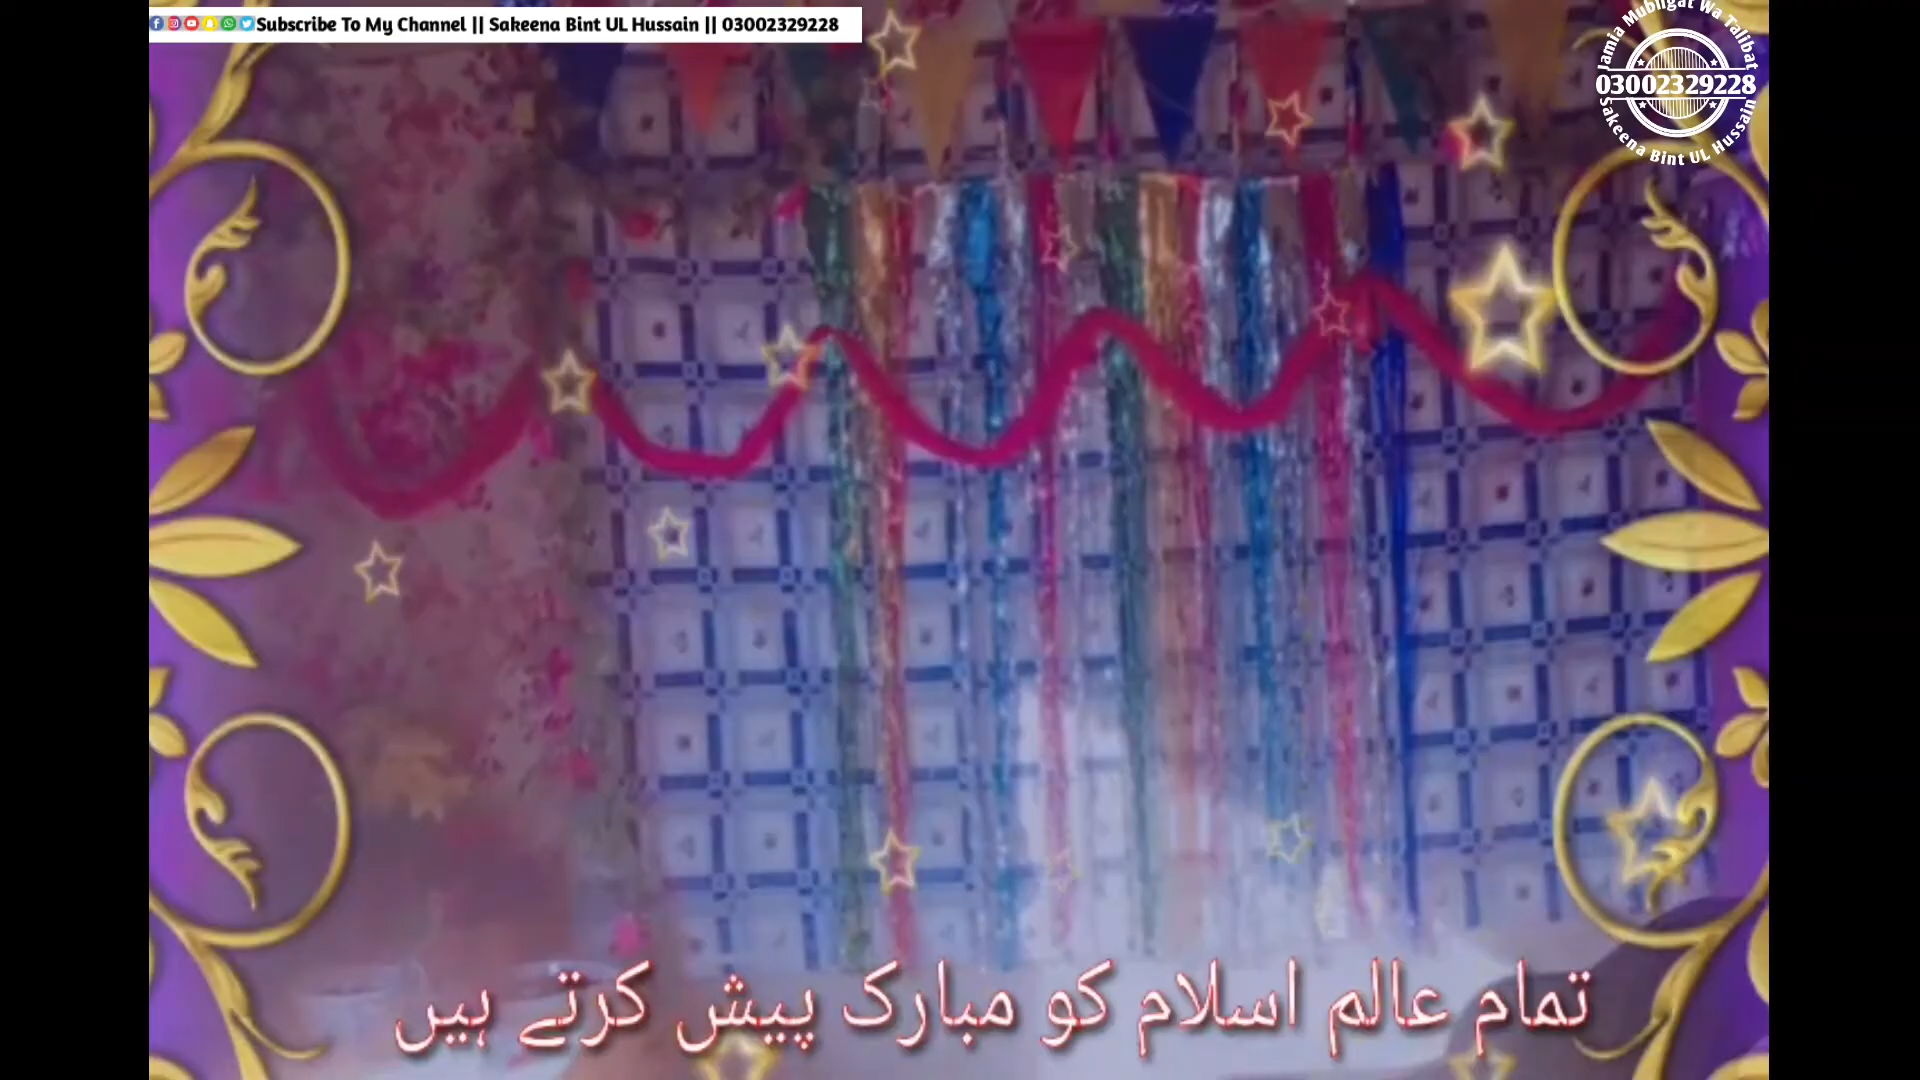 Subscribe To My Channel || Sakeena Bint UL Hussain || 03002329228
Jamia Mubligat Wa Talibat
03002329228
Sakeena Bint UL Hussain
تمام عالم اسلام کو مبارک پیش کرتے ہیں